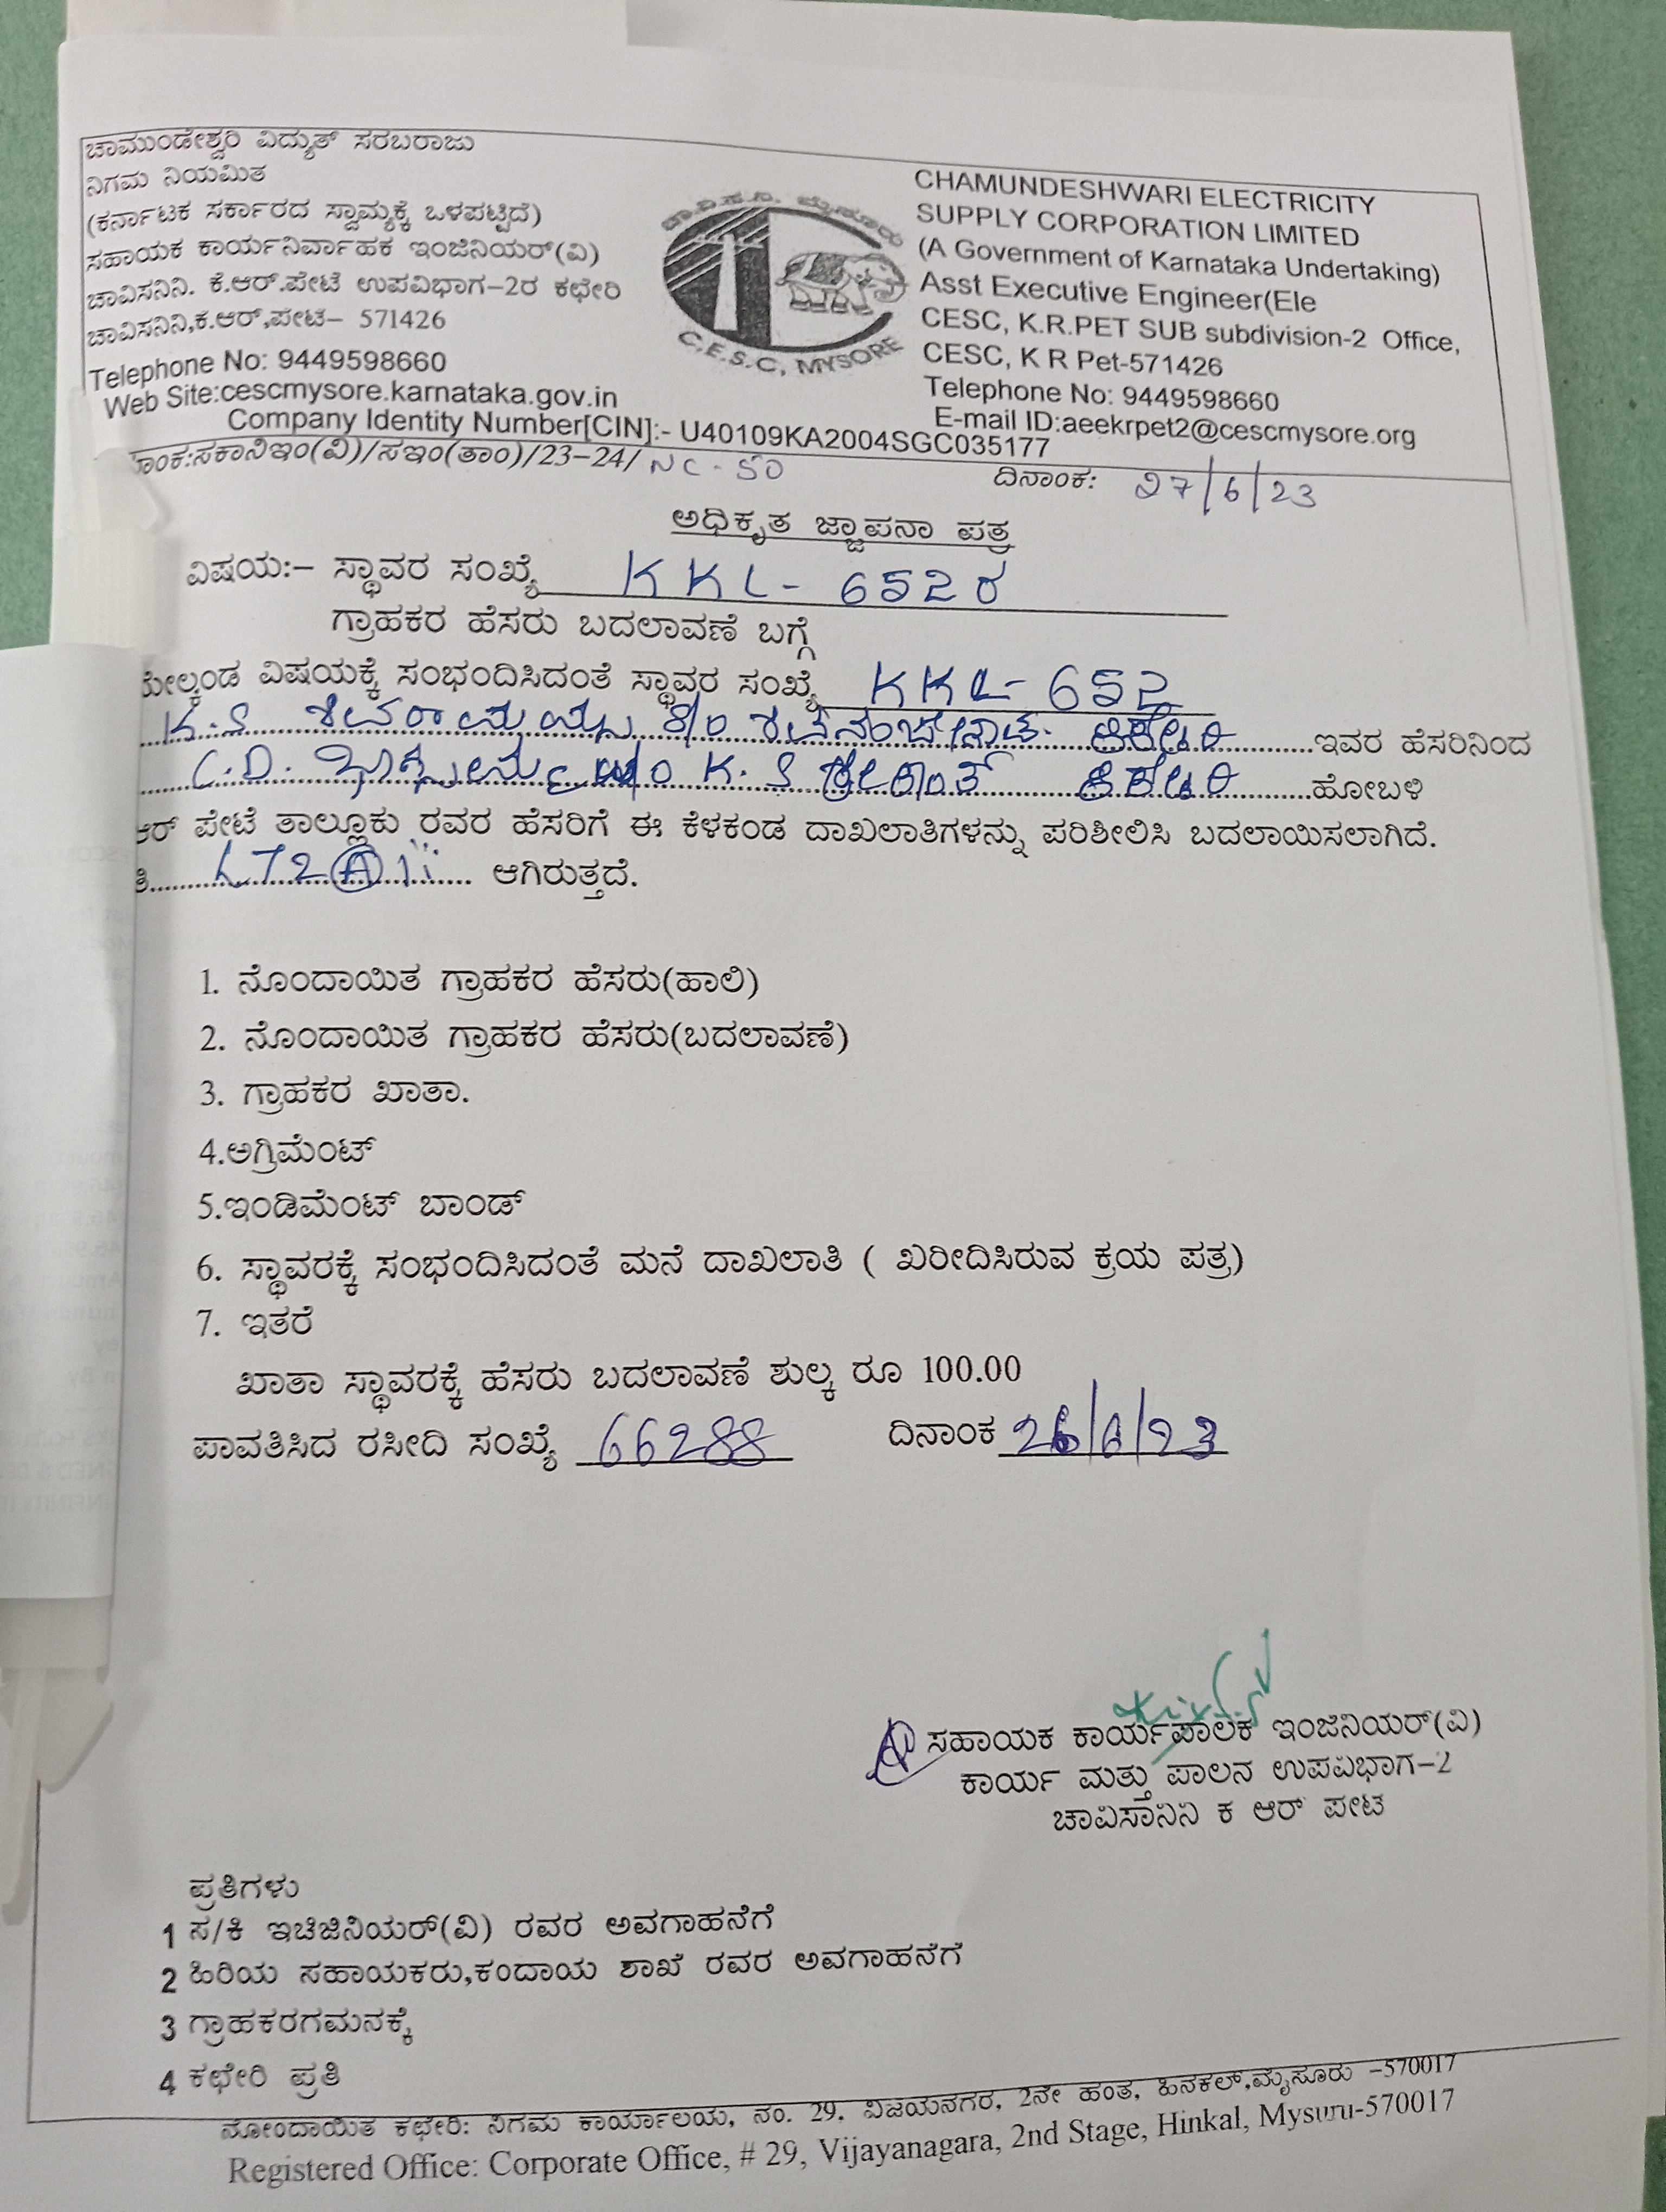 ಚಾಮುಂಡೇಶ್ವರಿ ವಿದ್ಯುತ್ ಸರಬರಾಜು
ನಿಗಮ ನಿಯಮಿತ
(ಕರ್ನಾಟಕ ಸರ್ಕಾರದ ಸ್ವಾಮ್ಯಕ್ಕೆ ಒಳಪಟ್ಟಿದೆ)
ಸಹಾಯಕ ಕಾರ್ಯನಿರ್ವಾಹಕ ಇಂಜಿನಿಯರ್(ವಿ)
ಚಾವಿಸನಿನಿ. ಕೆ.ಆರ್.ಪೇಟೆ ಉಪವಿಭಾಗ-2ರ ಕಛೇರಿ
ಚಾವಿಸನಿನಿ,ಕ.ಆರ್,ಪೇಟ- 571426
Telephone No: 9449598660
Web Site:cescmysore.karnataka.gov.in
ಚಾ.ವಿ.ಸ.ನಿ. ಮೈಸೂರು
C.E.S.C, MYSORE
CHAMUNDESHWARI ELECTRICITY
SUPPLY CORPORATION LIMITED
(A Government of Karnataka Undertaking)
Asst Executive Engineer(Ele
CESC, K.R.PET SUB subdivision-2 Office,
CESC, K R Pet-571426
Telephone No: 9449598660
E-mail ID:aeekrpet2@cescmysore.org
Company Identity Number[CIN]:- U40109KA2004SGC035177
ಾಂಕ:ಸಕಾನಿಇಂ(ವಿ)/ಸಇಂ(ತಾಂ)/23-24/ NC-50 ದಿನಾಂಕ: 27/6/23
ಅಧಿಕೃತ ಜ್ಞಾಪನಾ ಪತ್ರ
ವಿಷಯ:- ಸ್ಥಾವರ ಸಂಖ್ಯೆ KKL-652ರ
ಗ್ರಾಹಕರ ಹೆಸರು ಬದಲಾವಣೆ ಬಗ್ಗೆ
ಮೇಲ್ಕಂಡ ವಿಷಯಕ್ಕೆ ಸಂಭಂದಿಸಿದಂತೆ ಸ್ಥಾವರ ಸಂಖ್ಯೆ KKL-652
K.S ಶಿವರಾಮಯ್ಯ S/O ಇವರ ಹೆಸರಿನಿಂದ
C.D. W/O K.S ಶ್ರೀಕಾಂತ್ ಹೋಬಳಿ
ಆರ್ ಪೇಟೆ ತಾಲ್ಲೂಕು ರವರ ಹೆಸರಿಗೆ ಈ ಕೆಳಕಂಡ ದಾಖಲಾತಿಗಳನ್ನು ಪರಿಶೀಲಿಸಿ ಬದಲಾಯಿಸಲಾಗಿದೆ.
ತಿ LT2(A)ii ಆಗಿರುತ್ತದೆ.
1. ನೊಂದಾಯಿತ ಗ್ರಾಹಕರ ಹೆಸರು(ಹಾಲಿ)
2. ನೊಂದಾಯಿತ ಗ್ರಾಹಕರ ಹೆಸರು(ಬದಲಾವಣೆ)
3. ಗ್ರಾಹಕರ ಖಾತಾ.
4.ಅಗ್ರಿಮೆಂಟ್
5.ಇಂಡಿಮೆಂಟ್ ಬಾಂಡ್
6. ಸ್ಥಾವರಕ್ಕೆ ಸಂಭಂದಿಸಿದಂತೆ ಮನೆ ದಾಖಲಾತಿ ( ಖರೀದಿಸಿರುವ ಕ್ರಯ ಪತ್ರ)
7. ಇತರೆ
ಖಾತಾ ಸ್ಥಾವರಕ್ಕೆ ಹೆಸರು ಬದಲಾವಣೆ ಶುಲ್ಕ ರೂ 100.00
ಪಾವತಿಸಿದ ರಸೀದಿ ಸಂಖ್ಯೆ 66288 ದಿನಾಂಕ 26/6/23
ಸಹಾಯಕ ಕಾರ್ಯಪಾಲಕ ಇಂಜಿನಿಯರ್(ವಿ)
ಕಾರ್ಯ ಮತ್ತು ಪಾಲನ ಉಪವಿಭಾಗ-2
ಚಾವಿಸಾನಿನಿ ಕ ಆರ್ ಪೇಟೆ
ಪ್ರತಿಗಳು
1 ಸ/ಕಿ ಇಚಿಜಿನಿಯರ್(ವಿ) ರವರ ಅವಗಾಹನೆಗೆ
2 ಹಿರಿಯ ಸಹಾಯಕರು,ಕಂದಾಯ ಶಾಖೆ ರವರ ಅವಗಾಹನೆಗೆ
3 ಗ್ರಾಹಕರಗಮನಕ್ಕೆ
4 ಕಛೇರಿ ಪ್ರತಿ
ನೋಂದಾಯಿತ ಕಛೇರಿ: ನಿಗಮ ಕಾರ್ಯಾಲಯ, ನಂ. 29, ವಿಜಯನಗರ, 2ನೇ ಹಂತ, ಹಿನಕಲ್,ಮೈಸೂರು -570017
Registered Office: Corporate Office, # 29, Vijayanagara, 2nd Stage, Hinkal, Mysuru-570017